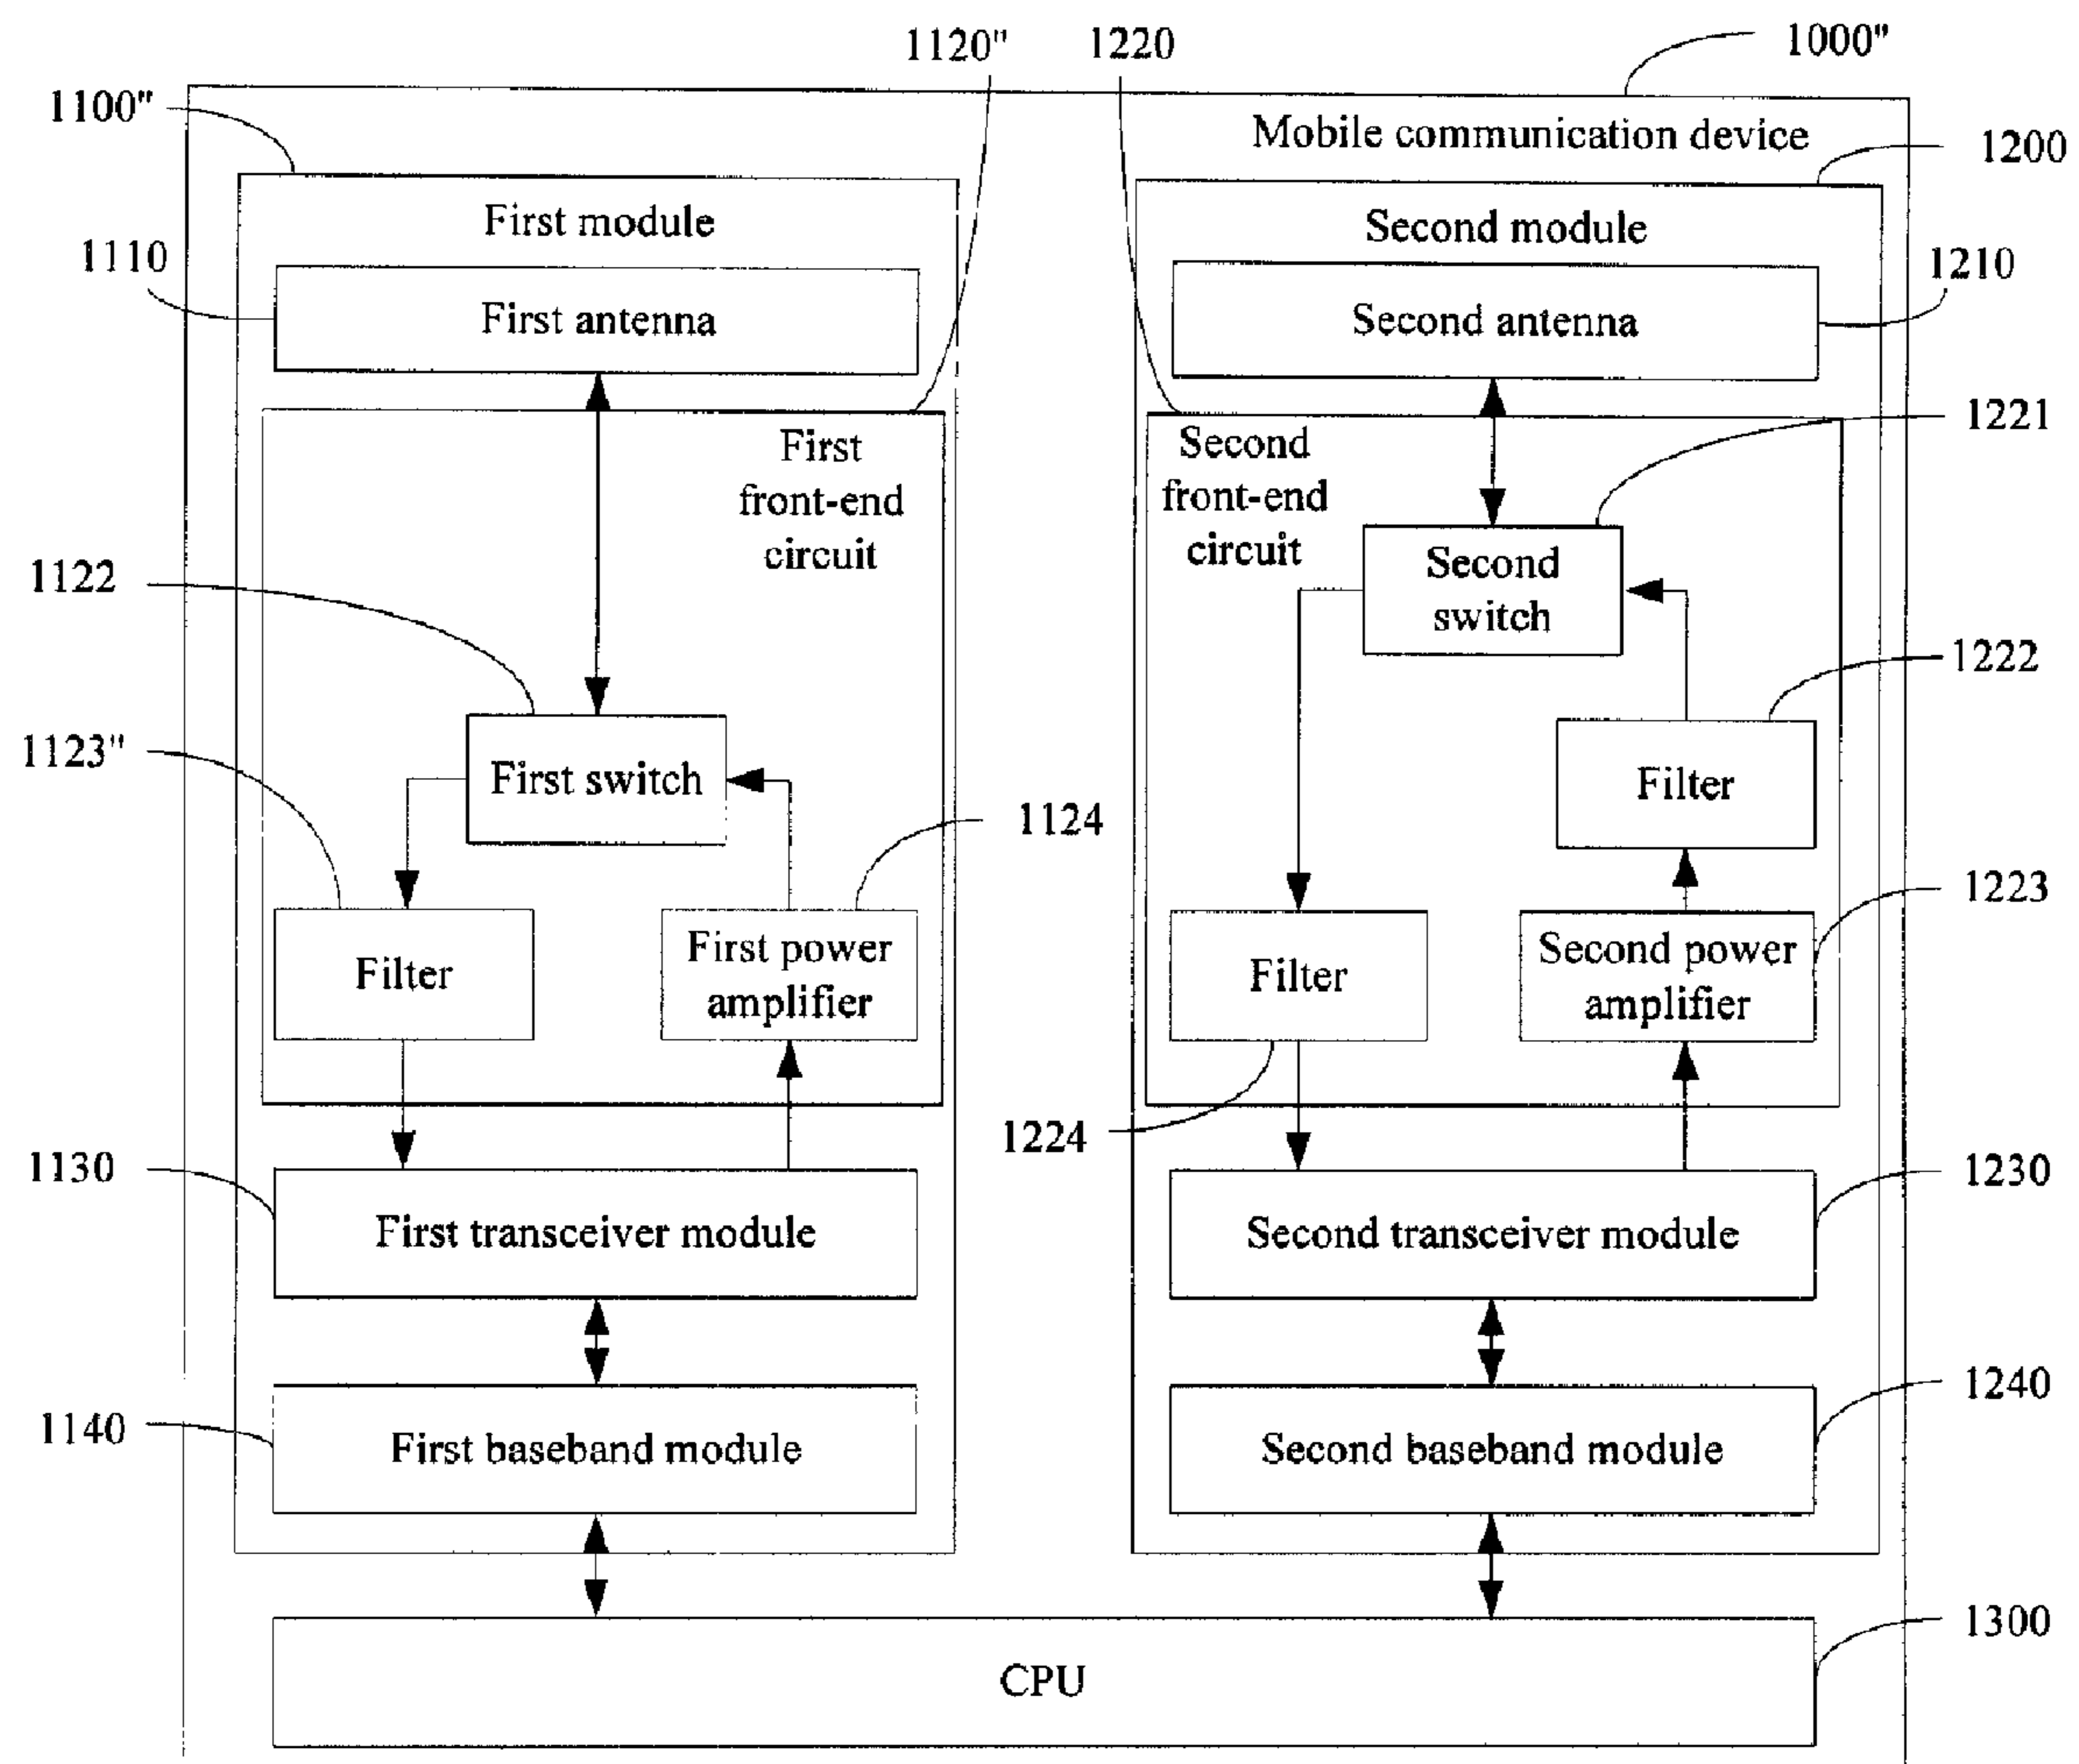 1120"
1220
1000"
1100"
Mobile communication device
1200
First module
Second module
1110
1210
First antenna
Second antenna
1221
First
front-end
circuit
Second
front-end
circuit
1122
Second
switch
1222
1123"
First switch
Filter
1124
1223
Filter
First power
amplifier
Filter
Second power
amplifier
1224
1130
1230
First transceiver module
Second transceiver module
1240
1140
First baseband module
Second baseband module
1300
CPU